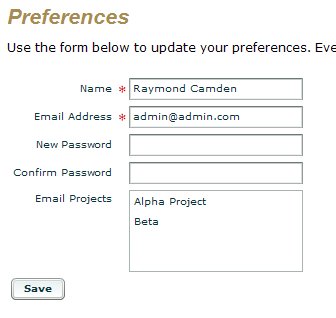 Preferences
Use the form below to update your preferences. Eve
Name * Raymond Camden
Email Address * admin@admin.com
New Password
Confirm Password
Email Projects Alpha Project
Beta
Save